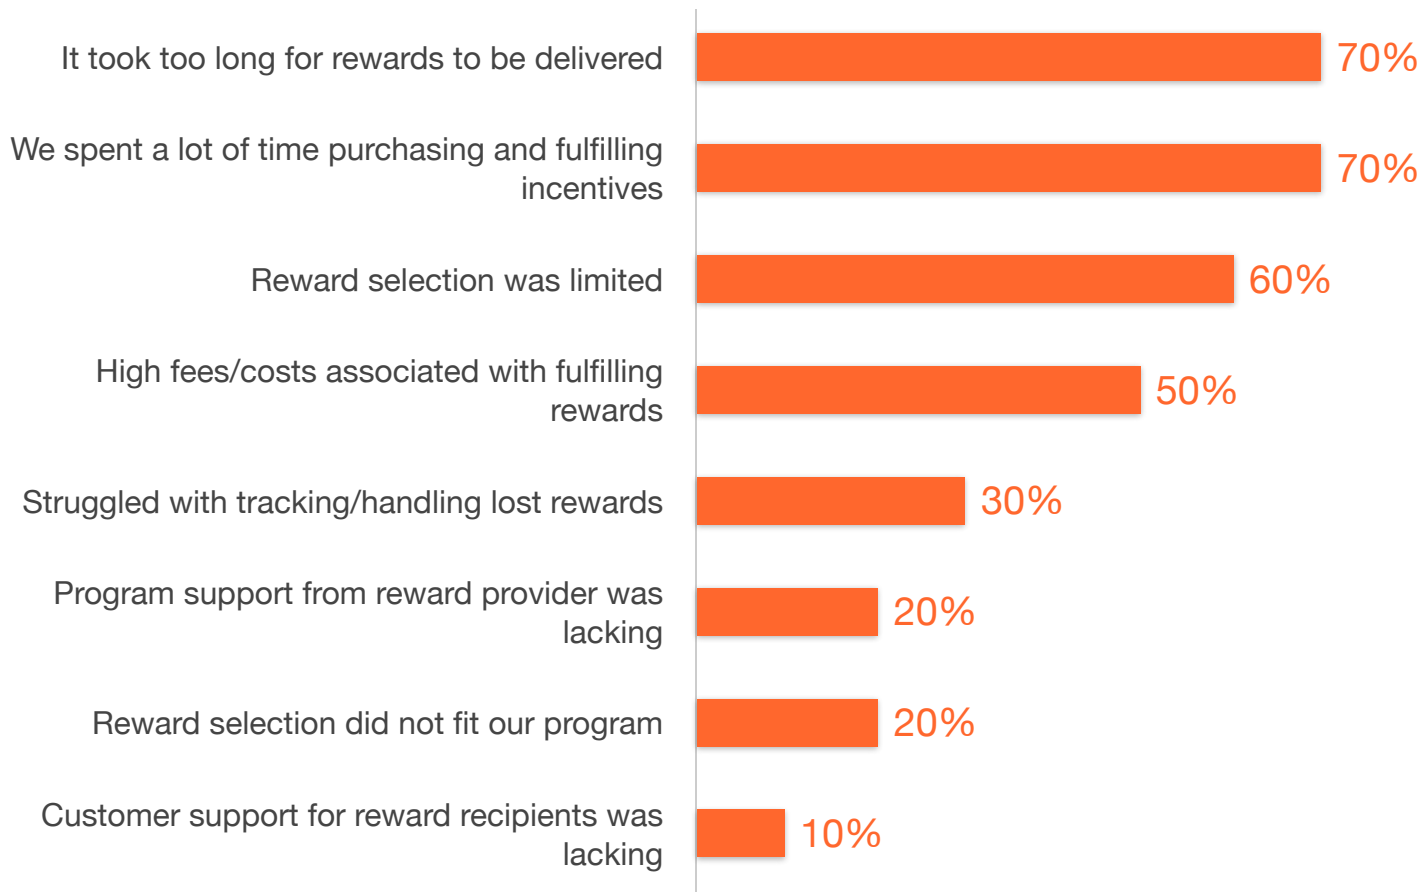 It took too long for rewards to be delivered
70%
We spent a lot of time purchasing and fulfilling
incentives
70%
Reward selection was limited
60%
High fees/costs associated with fulfilling
rewards
50%
Struggled with tracking/handling lost rewards
30%
Program support from reward provider was
lacking
20%
Reward selection did not fit our program
20%
Customer support for reward recipients was
lacking
10%